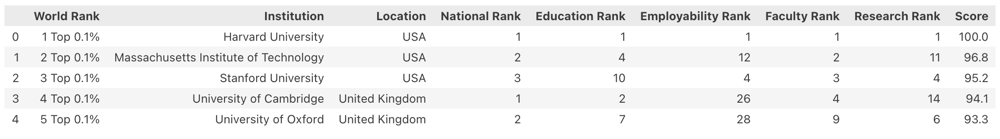 World Rank Institution Location National Rank Education Rank Employability Rank Faculty Rank Research Rank Score
0 1 Top 0.1% Harvard University USA 1 1 1 1 1 100.0
1 2 Top 0.1% Massachusetts Institute of Technology USA 2 4 12 2 11 96.8
2 3 Top 0.1% Stanford University USA 3 10 4 3 4 95.2
3 4 Top 0.1% University of Cambridge United Kingdom 1 2 26 4 14 94.1
4 5 Top 0.1% University of Oxford United Kingdom 2 7 28 9 6 93.3